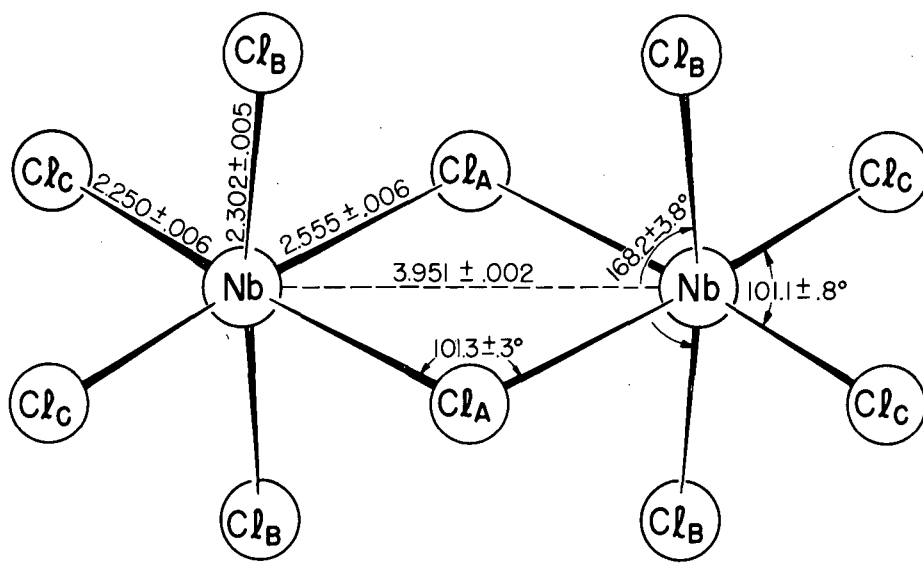 ClB
ClB
ClC
2.250±.006
2.302±.005
2.555±.006
ClA
168.2±3.8°
ClC
Nb
3.951 ± .002
Nb
101.1±.8°
ClC
101.3±.3°
ClA
ClC
ClB
ClB